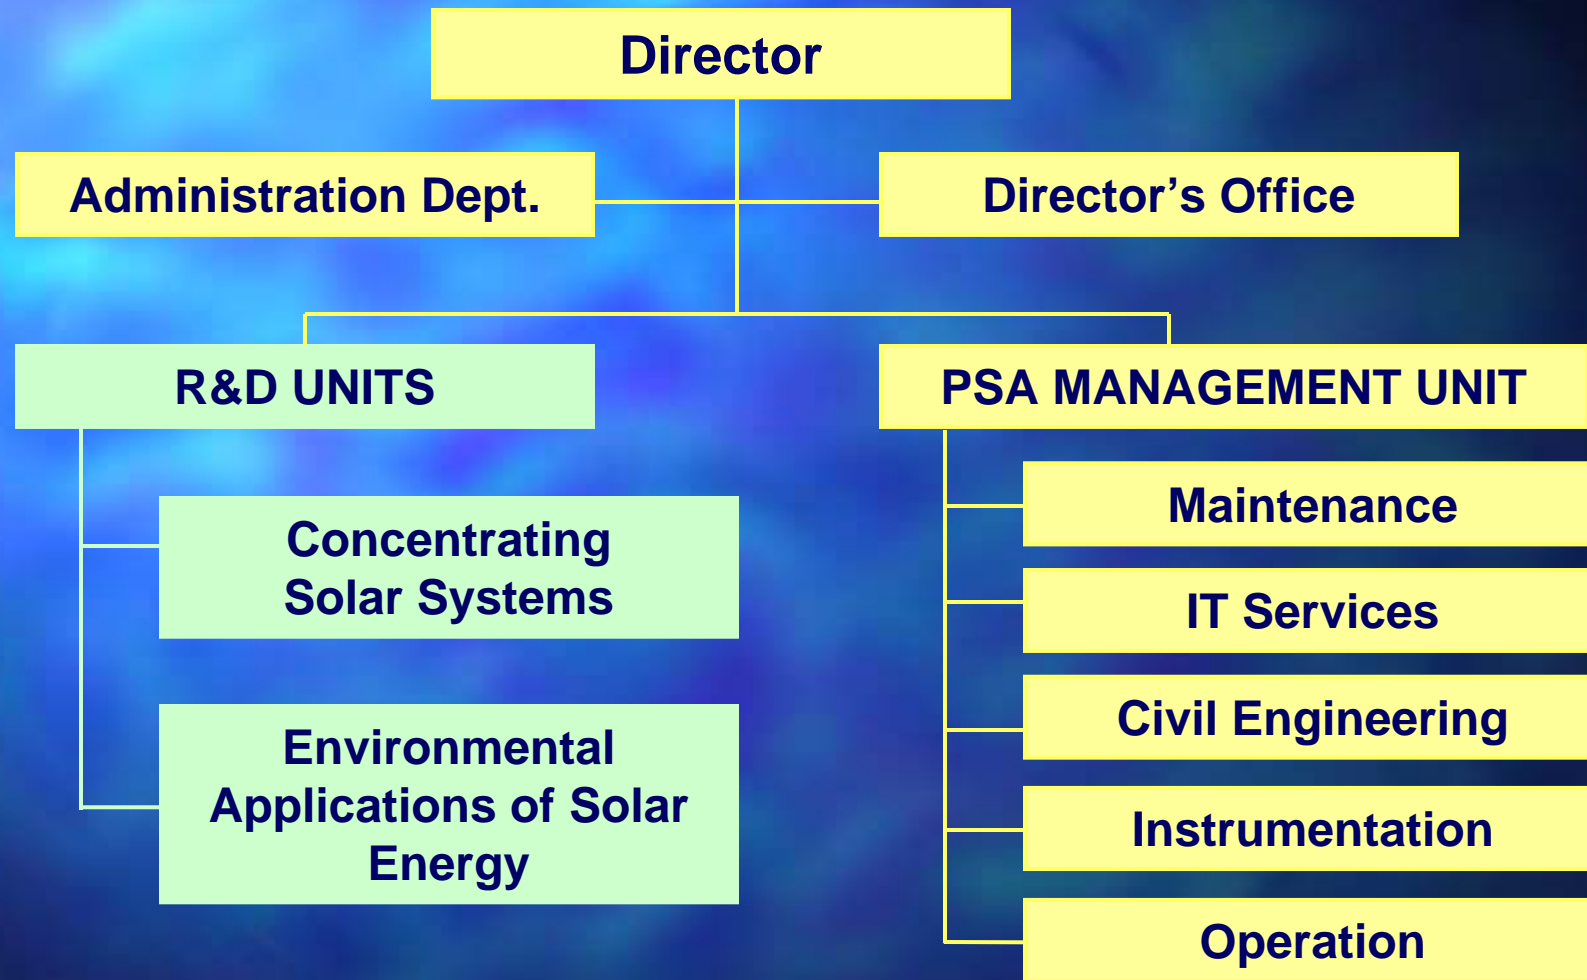 Director
Administration Dept.
Director’s Office
R&D UNITS
PSA MANAGEMENT UNIT
Concentrating
Solar Systems
Environmental
Applications of Solar
Energy
Maintenance
IT Services
Civil Engineering
Instrumentation
Operation